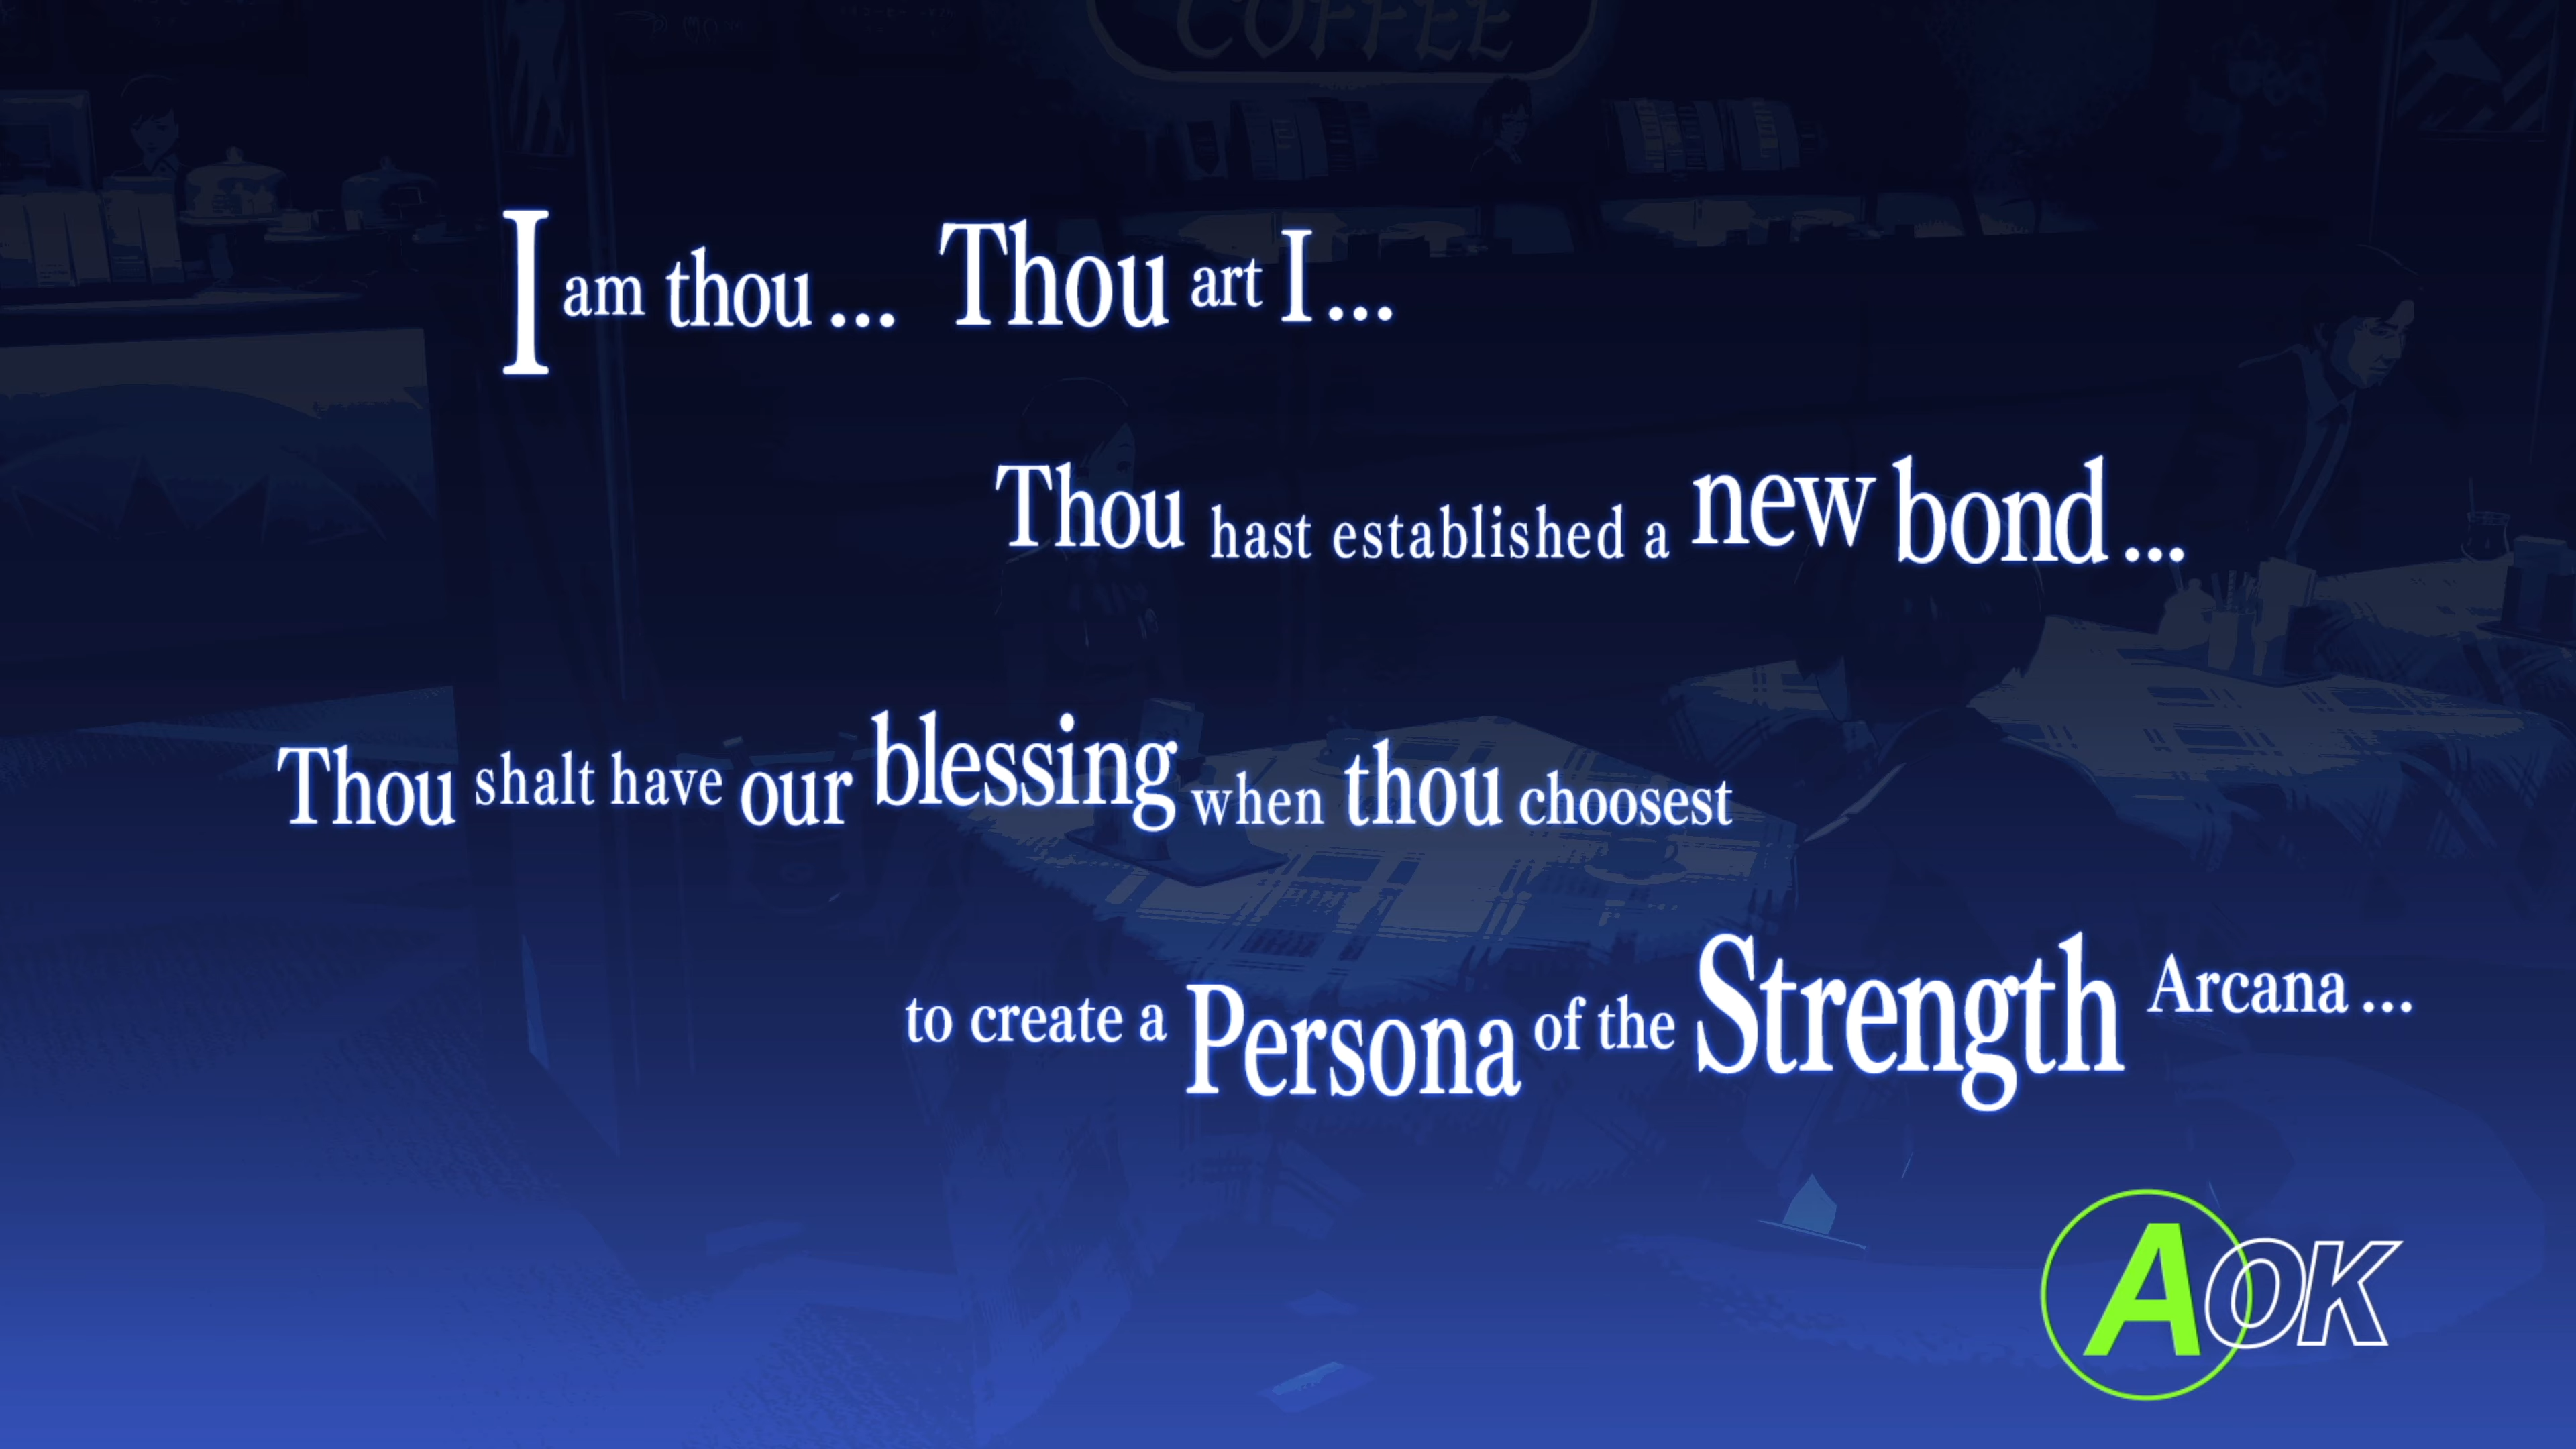 COFFEE
I am thou... Thou art I...
Thou hast established a new bond...
Thou shalt have our blessing when thou choosest
to create a Persona of the Strength Arcana...
A OK